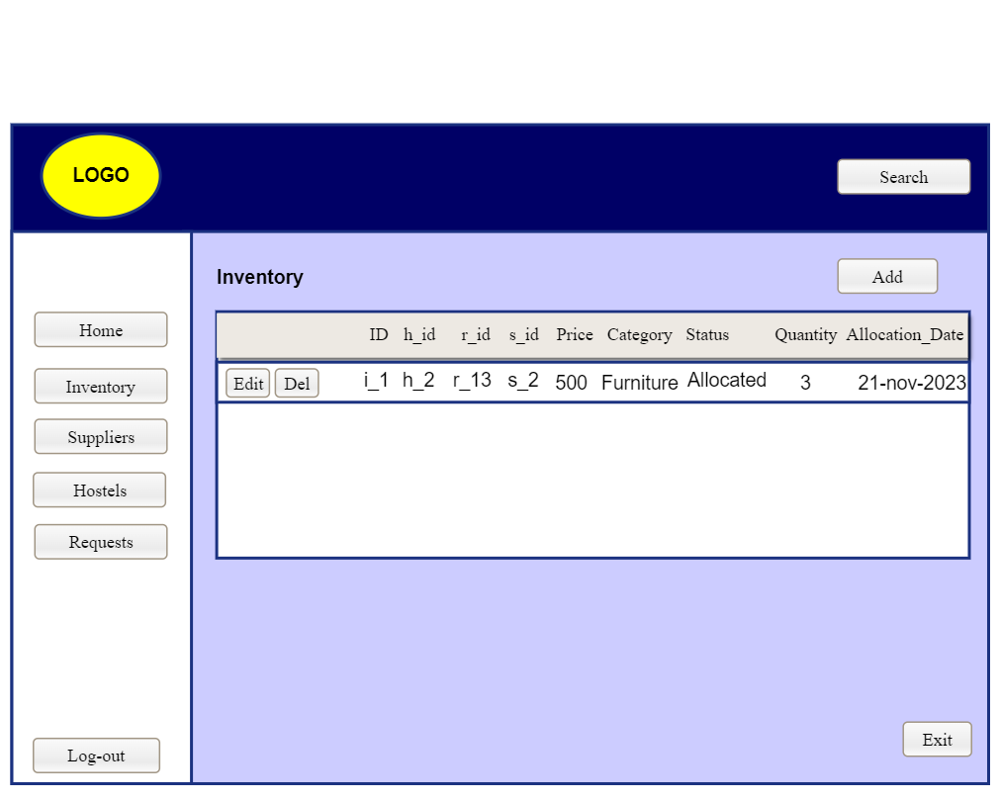 LOGO
Search
Inventory
Add
Home
Inventory
Suppliers
Hostels
Requests
Log-out
ID h_id r_id s_id Price Category Status Quantity Allocation_Date
Edit Del i_1 h_2 r_13 s_2 500 Furniture Allocated 3 21-nov-2023
Exit